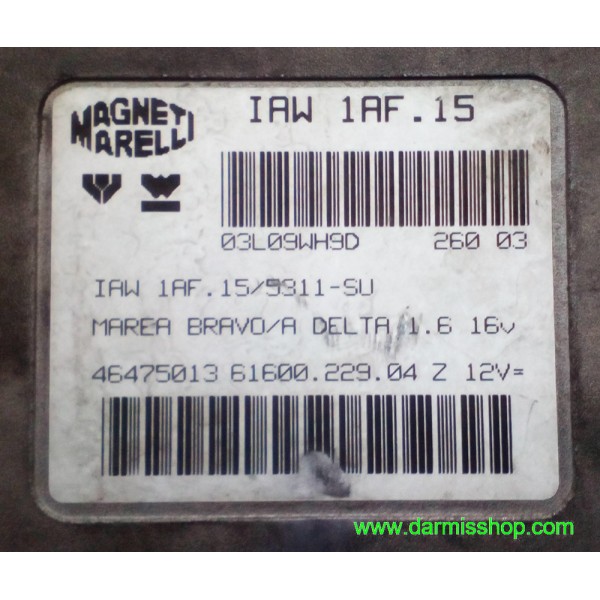 MAGNETI
MARELLI
IAW 1AF.15
03L09WH9D 260 03
IAW 1AF.15/5311-SU
MAREA BRAVO/A DELTA 1.6 16v
46475013 61600.229.04 Z 12V=
www.darmisshop.com